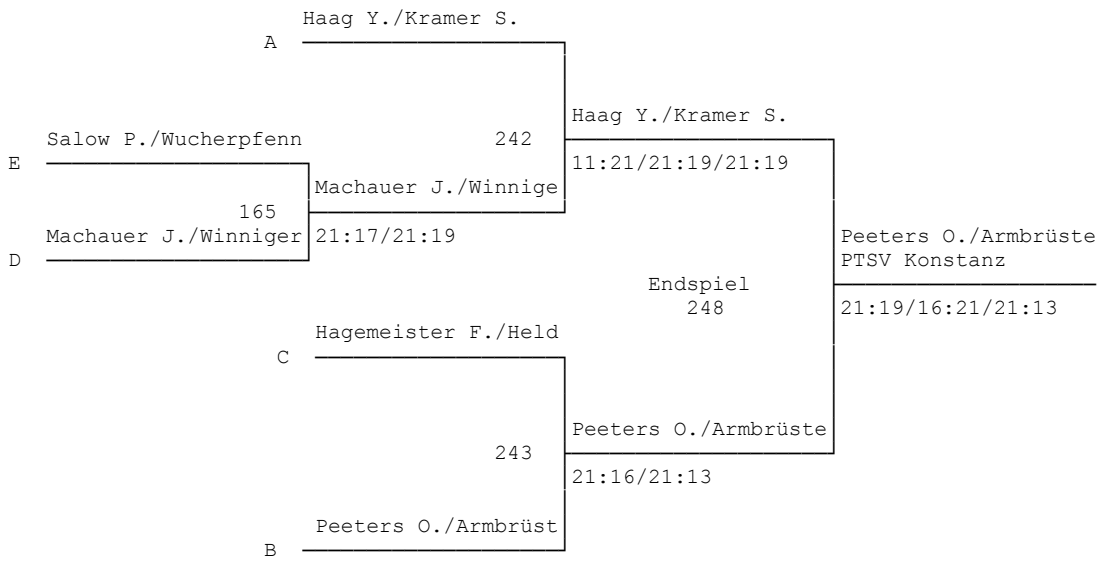 Haag Y./Kramer S.
A
Haag Y./Kramer S.
Salow P./Wucherpfenn
242
E
11:21/21:19/21:19
Machauer J./Winnige
165
Machauer J./Winniger
21:17/21:19
Peeters O./Armbrüste
D
PTSV Konstanz
Endspiel
248
21:19/16:21/21:13
Hagemeister F./Held
C
Peeters O./Armbrüste
243
21:16/21:13
Peeters O./Armbrüst
B